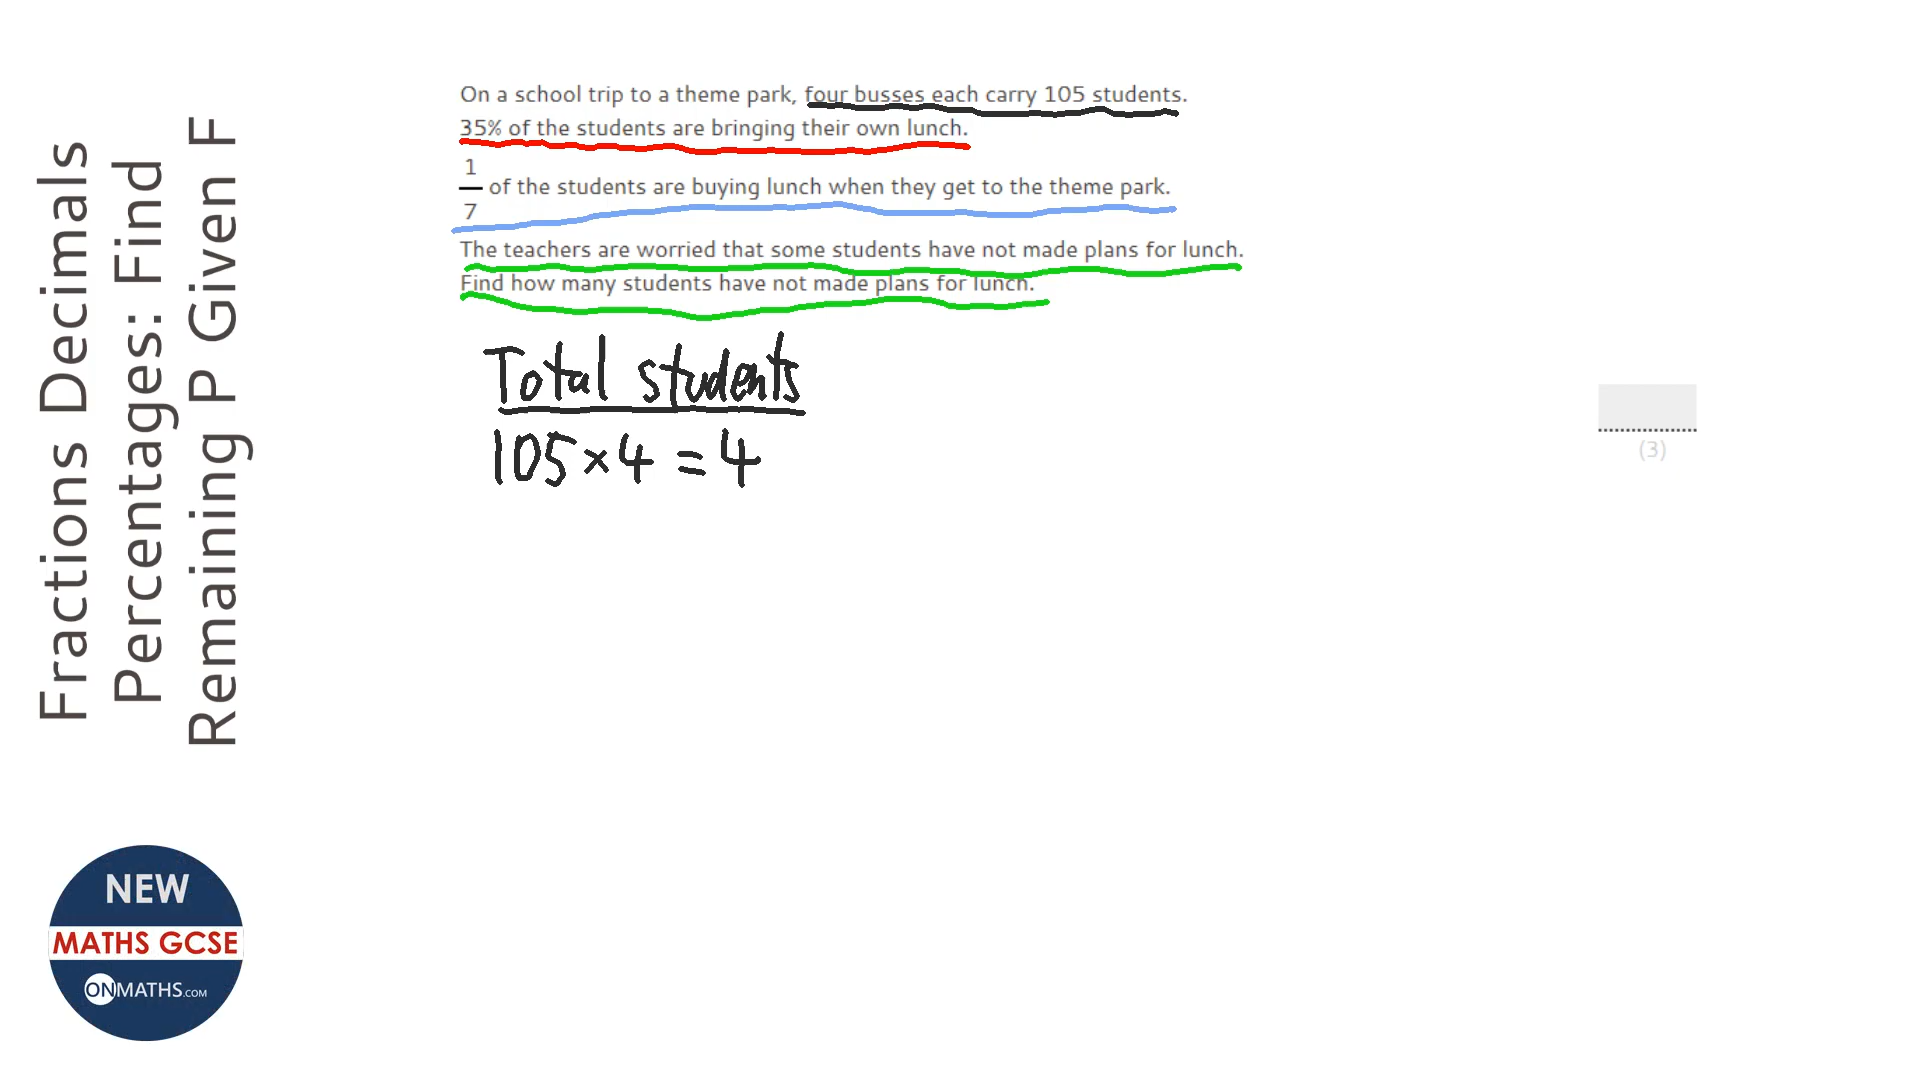 Fractions Decimals
Percentages: Find
Remaining P Given F
On a school trip to a theme park, four busses each carry 105 students.
35% of the students are bringing their own lunch.
1
7
of the students are buying lunch when they get to the theme park.
The teachers are worried that some students have not made plans for lunch.
Find how many students have not made plans for lunch.
Total students
105×4 = 4
(3)
NEW
MATHS GCSE
ONMATHS.COM